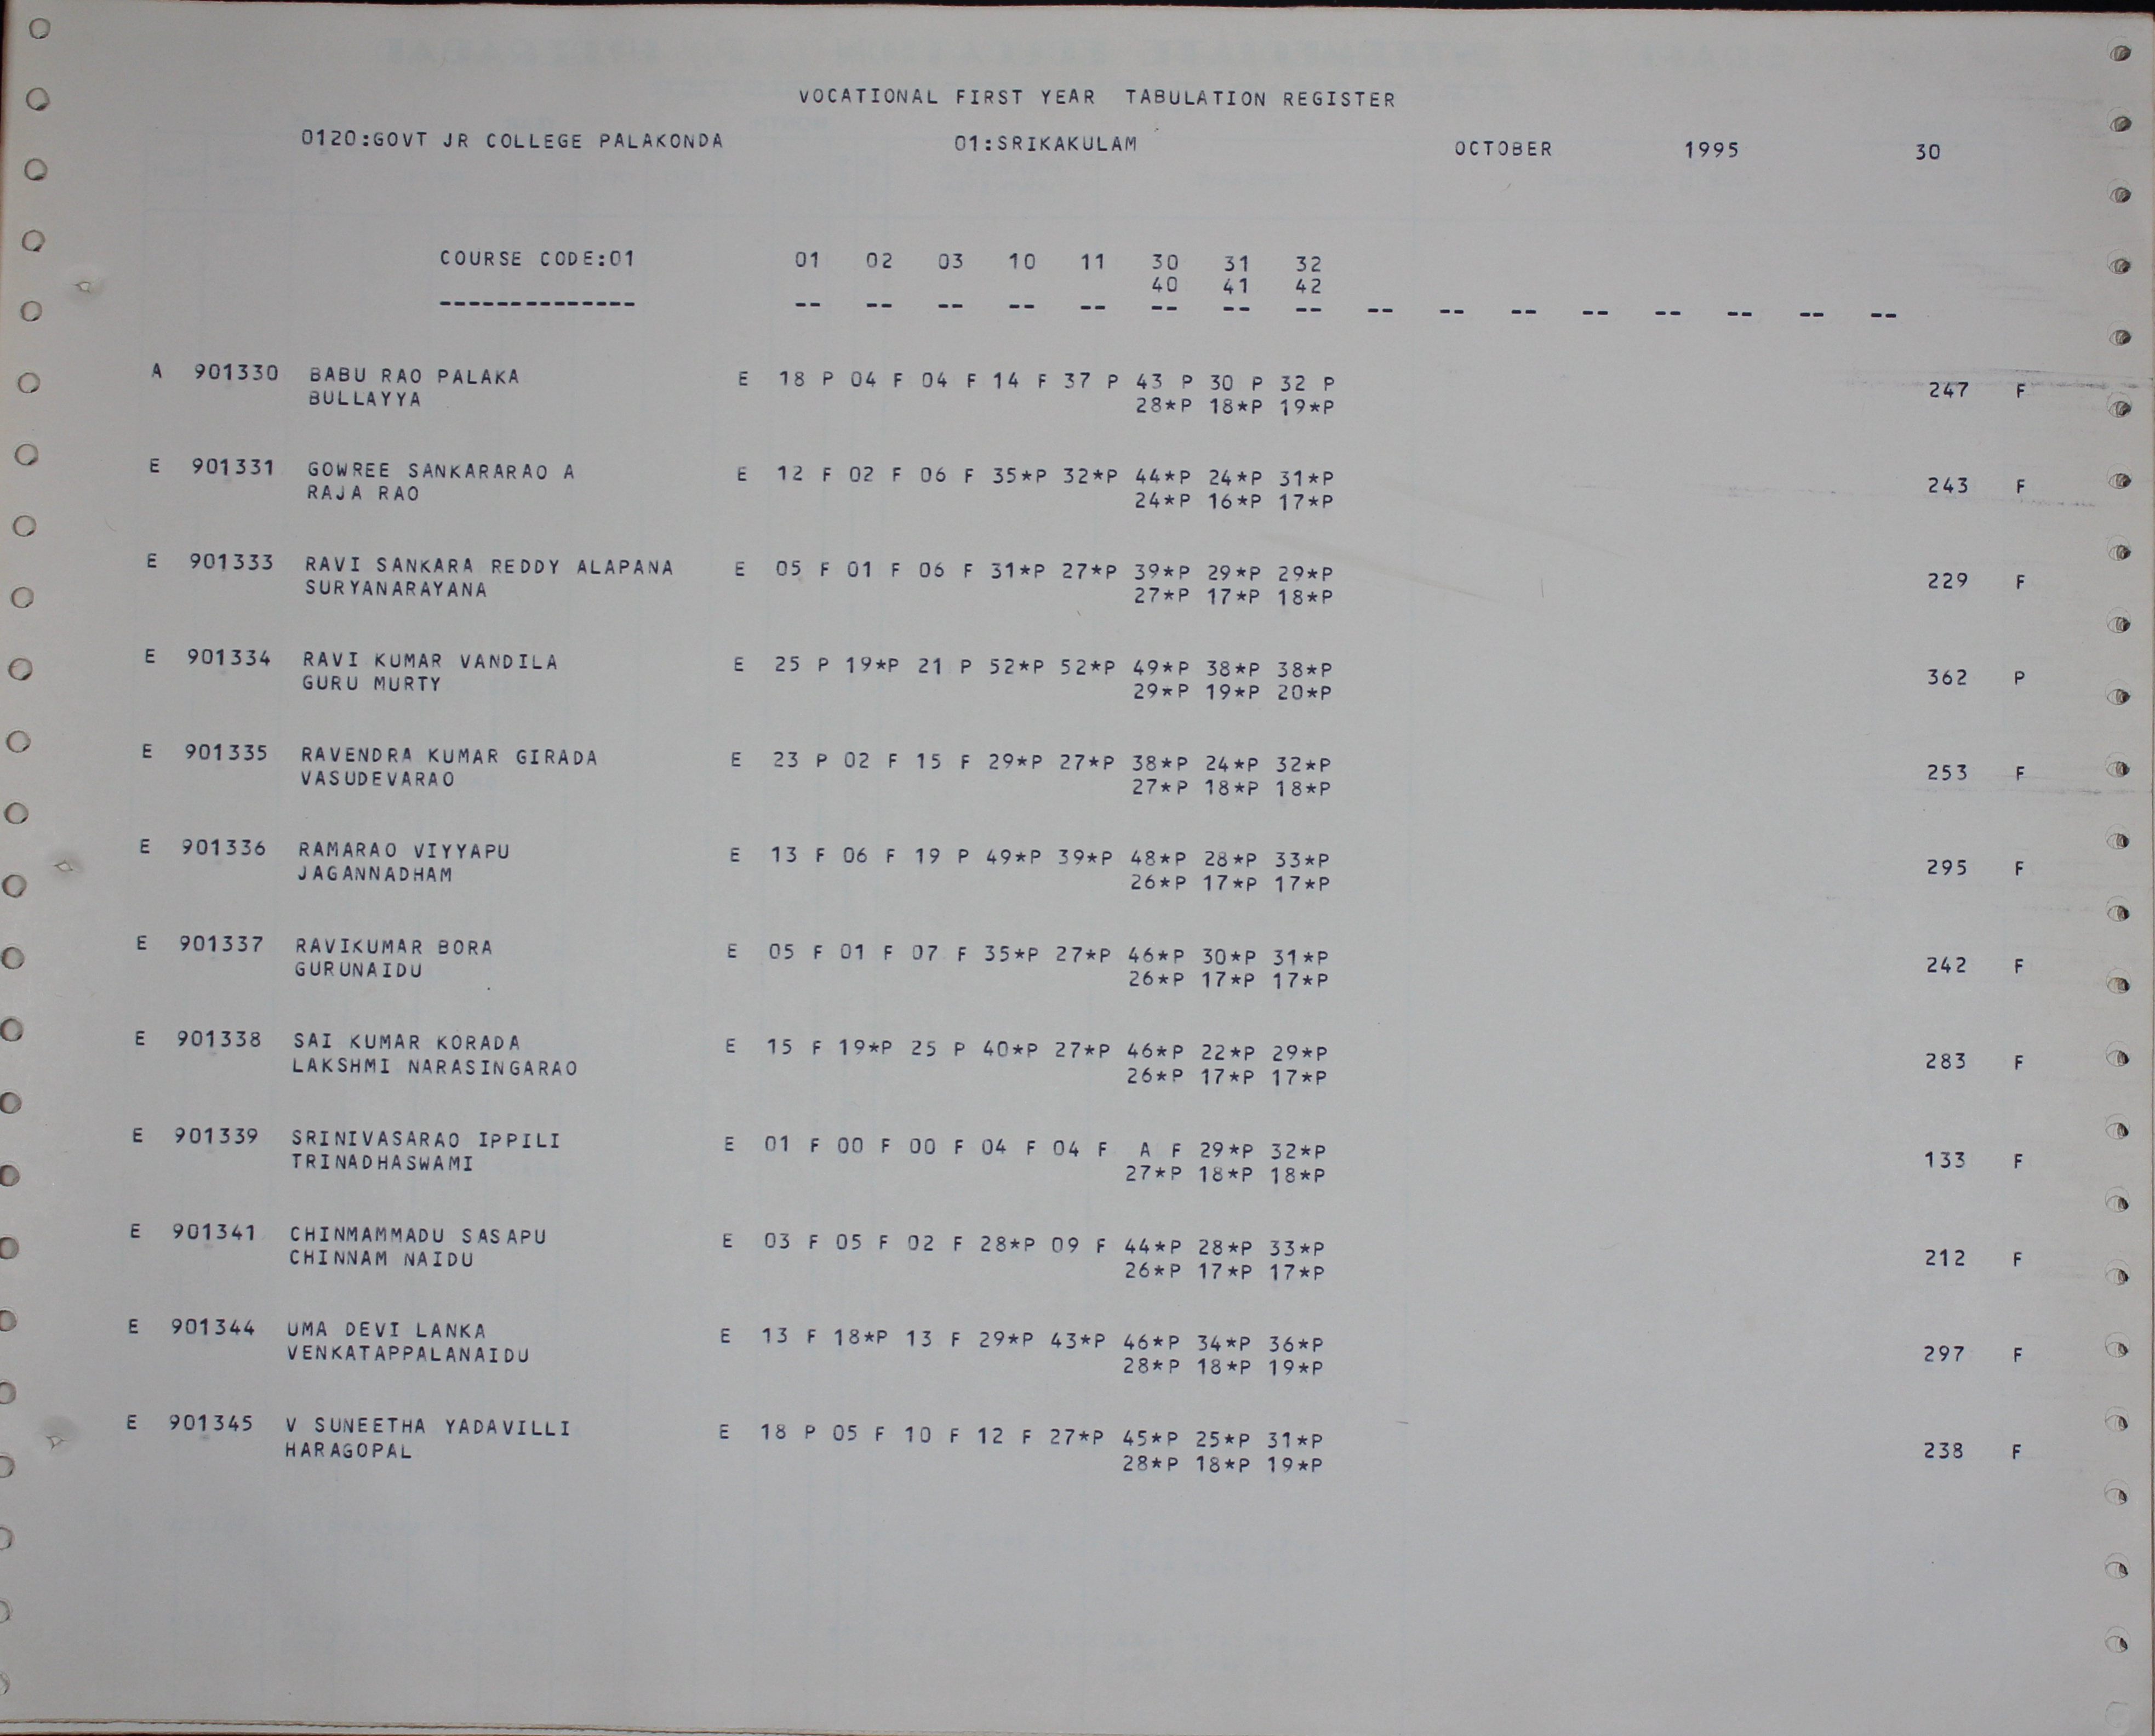 VOCATIONAL FIRST YEAR TABULATION REGISTER
0120:GOVT JR COLLEGE PALAKONDA 01:SRIKAKULAM OCTOBER 1995 30
COURSE CODE:01 01 02 03 10 11 30 31 32
40 41 42
-------------- -- -- -- -- -- -- -- -- -- -- -- -- -- -- -- --
A 901330 BABU RAO PALAKA E 18 P 04 F 04 F 14 F 37 P 43 P 30 P 32 P 247 F
BULLAYYA 28*P 18*P 19*P
E 901331 GOWREE SANKARARAO A E 12 F 02 F 06 F 35*P 32*P 44*P 24*P 31*P 243 F
RAJA RAO 24*P 16*P 17*P
E 901333 RAVI SANKARA REDDY ALAPANA E 05 F 01 F 06 F 31*P 27*P 39*P 29*P 29*P 229 F
SURYANARAYANA 27*P 17*P 18*P
E 901334 RAVI KUMAR VANDILA E 25 P 19*P 21 P 52*P 52*P 49*P 38*P 38*P 362 P
GURU MURTY 29*P 19*P 20*P
E 901335 RAVENDRA KUMAR GIRADA E 23 P 02 F 15 F 29*P 27*P 38*P 24*P 32*P 253 F
VASUDEVARAO 27*P 18*P 18*P
E 901336 RAMARAO VIYYAPU E 13 F 06 F 19 P 49*P 39*P 48*P 28*P 33*P 295 F
JAGANNADHAM 26*P 17*P 17*P
E 901337 RAVIKUMAR BORA E 05 F 01 F 07 F 35*P 27*P 46*P 30*P 31*P 242 F
GURUNAIDU 26*P 17*P 17*P
E 901338 SAI KUMAR KORADA E 15 F 19*P 25 P 40*P 27*P 46*P 22*P 29*P 283 F
LAKSHMI NARASINGARAO 26*P 17*P 17*P
E 901339 SRINIVASARAO IPPILI E 01 F 00 F 00 F 04 F 04 F A F 29*P 32*P 133 F
TRINADHASWAMI 27*P 18*P 18*P
E 901341 CHINMAMMADU SASAPU E 03 F 05 F 02 F 28*P 09 F 44*P 28*P 33*P 212 F
CHINNAM NAIDU 26*P 17*P 17*P
E 901344 UMA DEVI LANKA E 13 F 18*P 13 F 29*P 43*P 46*P 34*P 36*P 297 F
VENKATAPPALANAIDU 28*P 18*P 19*P
E 901345 V SUNEETHA YADAVILLI E 18 P 05 F 10 F 12 F 27*P 45*P 25*P 31*P 238 F
HARAGOPAL 28*P 18*P 19*P